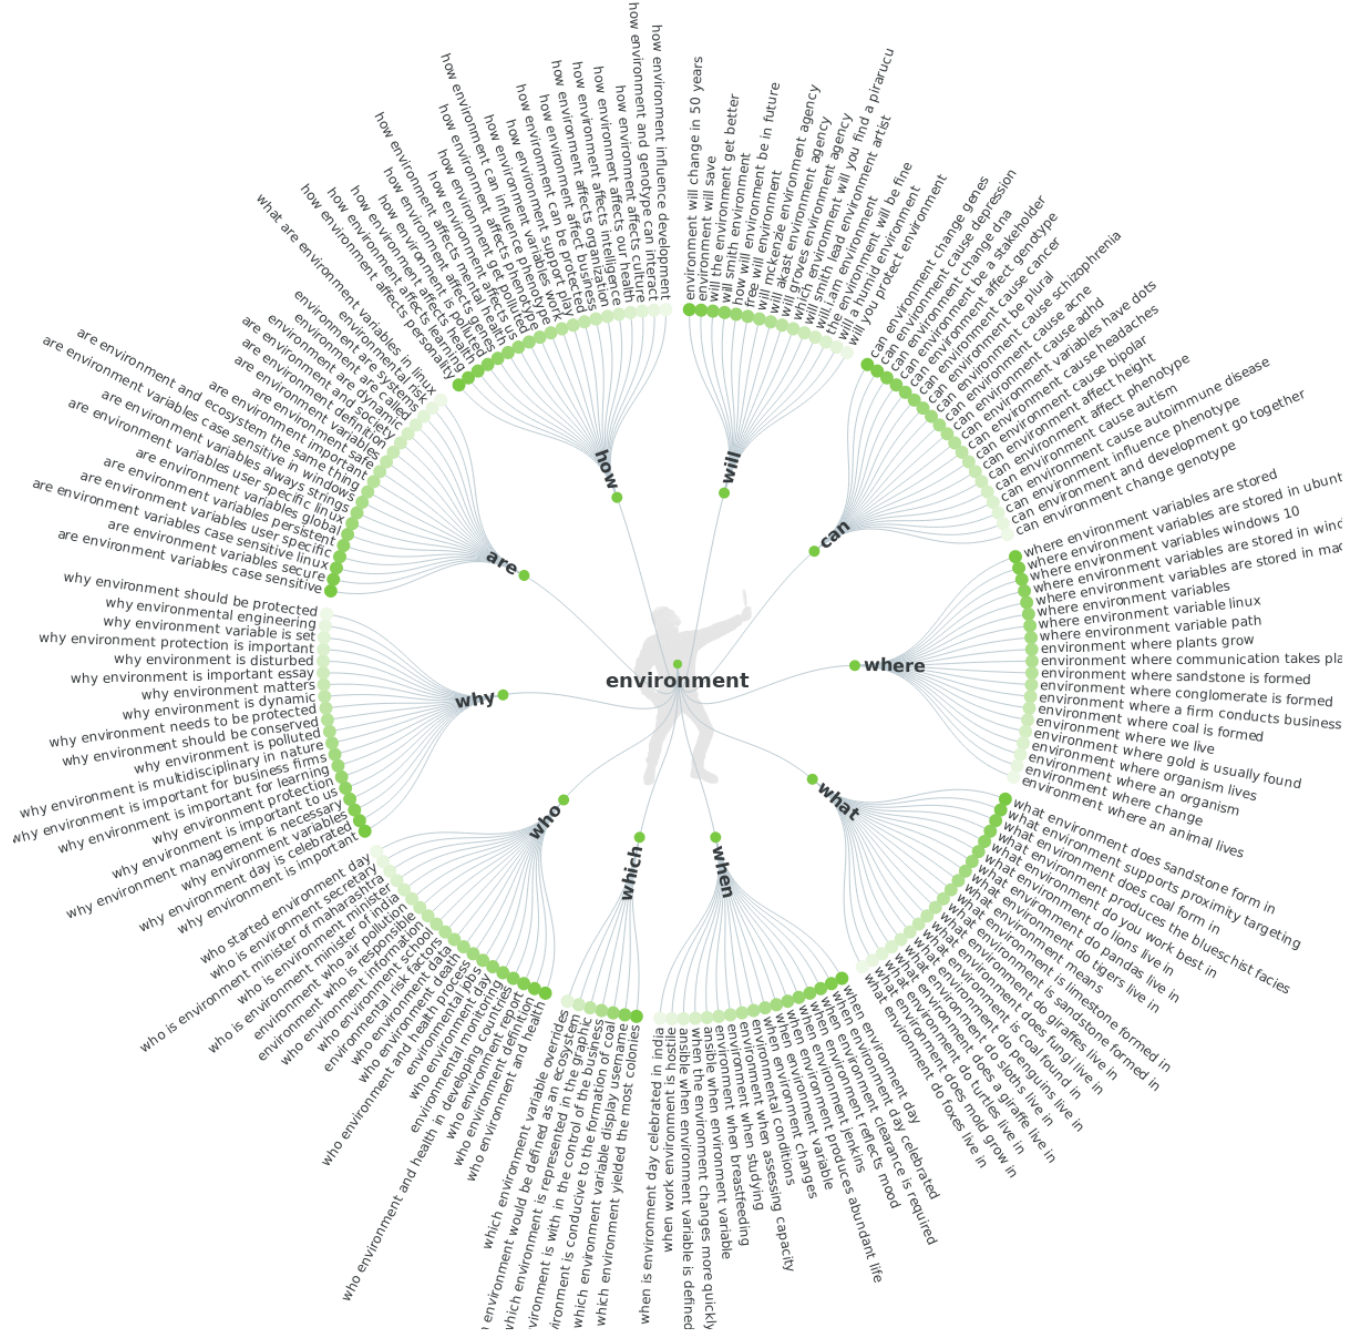 environment
will
environment will change in 50 years
environment will save
will the environment get better
will smith environment
how will environment be in future
free will environment
will mckenzie environment agency
will akast environment agency
will groves environment agency
which environment will you find a pirarucu
will smith lead environment artist
will.i.am environment
the environment will be fine
will a humid environment
will you protect environment
can
can environment change genes
can environment cause depression
can environment change dna
can environment be a stakeholder
can environment affect genotype
can environment cause cancer
can environment be plural
can environment cause schizophrenia
can environment cause acne
can environment cause adhd
can environment variables have dots
can environment cause headaches
can environment cause bipolar
can environment affect height
can environment affect phenotype
can environment cause autism
can environment cause autoimmune disease
can environment influence phenotype
can environment and development go together
can environment change genotype
where
where environment variables are stored
where environment variables are stored in ubunt
where environment variables windows 10
where environment variables are stored in wind
where environment variables are stored in mac
where environment variables
where environment variable linux
where environment variable path
where environment where plants grow
environment where communication takes pla
environment where sandstone is formed
environment where conglomerate is formed
environment where a firm conducts business
environment where coal is formed
environment where we live
environment where gold is usually found
environment where organism lives
environment where an organism
environment where change
environment where an animal lives
what
what environment does sandstone form in
what environment supports proximity targeting
what environment does coal form in
what environment produces the blueschist facies
what environment do you work best in
what environment do lions live in
what environment do pandas live in
what environment do tigers live in
what environment means
what environment is limestone formed in
what environment is sandstone formed in
what environment do giraffes live in
what environment does fungi live in
what environment is coal found in
what environment do penguins live in
what environment do sloths live in
what environment does a giraffe live in
what environment do turtles live in
what environment does mold grow in
what environment do foxes live in
when
when environment day
when environment day celebrated
when environment clearance is required
when environment reflects mood
when environment jenkins
when environment produces abundant life
when environment variable
when environment changes
environmental conditions
environment when assessing capacity
environment when studying
environment when breastfeeding
ansible when environment variable
when the environment changes more quickly
ansible when environment variable is defined
when work environment is hostile
when is environment day celebrated in india
which
which environment yielded the most colonies
which environment variable display username
vironment is conducive to the formation of coal
vironment is with in the control of the business
which environment is represented in the graphic
environment would be defined as an ecosystem
which environment variable overrides
who
who environment and health
who environment definition
who environment report
who environment and health in developing countries
environmental monitoring
who environment day
environmental jobs
who environment and health process
who environment death
environmental data
who environmental risk factors
who environment school
who environment information
environment who is responsible
environment who air pollution
who is environment minister of india
who is environment minister
who is environment minister of maharashtra
who is environment secretary
who started environment day
why
why environment should be protected
why environmental engineering
why environment variable is set
why environment protection is important
why environment is disturbed
why environment is important essay
why environment matters
why environment is dynamic
why environment needs to be protected
why environment should be conserved
why environment is polluted
why environment is multidisciplinary in nature
why environment is important for business firms
why environment is important for learning
why environment protection
why environment is important to us
why environment management is necessary
why environment variables
why environment day is celebrated
why environment is important
are
what are environment variables in linux
environmental risk
environment are systems
environment are called
environment are dynamic
are environment and society
are environment definition
are environment variables
are environment safe
are environment important
are environment and ecosystem the same thing
are environment variables case sensitive in windows
are environment variables always strings
are environment variables user specific linux
are environment variables global
are environment variables persistent
are environment variables user specific
are environment variables case sensitive linux
are environment variables secure
are environment variables case sensitive
how
how environment affects personality
how environment affects learning
how environment is polluted
how environment affects health
how environment affects genes
how environment affects us
how environment affects mental health
how environment get polluted
how environment affects phenotype
how environment can influence phenotype
how environment variables work
how environment support play
how environment can be protected
how environment affect business
how environment affects organization
how environment affects intelligence
how environment affects our health
how environment affects culture
how environment and genotype can interact
how environment influence development